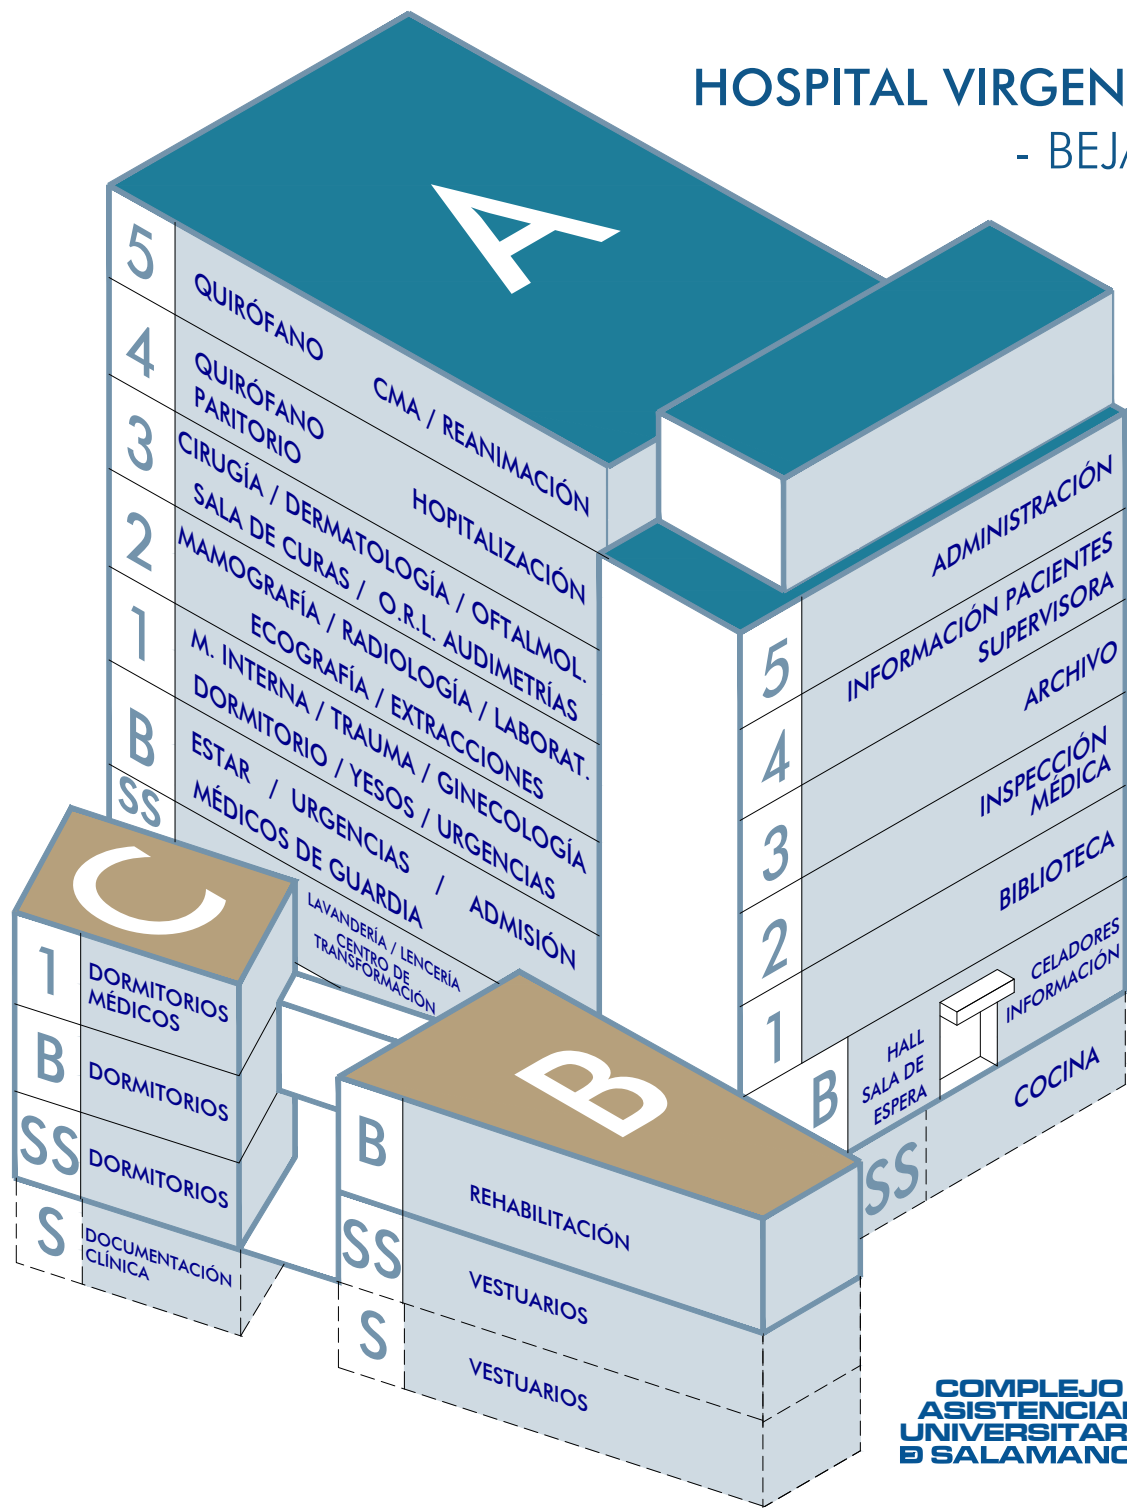 HOSPITAL VIRGEN
- BEJA
A
5
QUIRÓFANO
CMA / REANIMACIÓN
4
QUIRÓFANO
PARITORIO
HOPITALIZACIÓN
3
CIRUGÍA / DERMATOLOGÍA / OFTALMOL.
SALA DE CURAS / O.R.L. AUDIMETRÍAS
2
MAMOGRAFÍA / RADIOLOGÍA / LABORAT.
ECOGRAFÍA / EXTRACCIONES
1
M. INTERNA / TRAUMA / GINECOLOGÍA
DORMITORIO / YESOS / URGENCIAS
B
ESTAR / URGENCIAS / ADMISIÓN
MÉDICOS DE GUARDIA
SS
LAVANDERÍA / LENCERÍA
CENTRO DE
TRANSFORMACIÓN
5
ADMINISTRACIÓN
4
INFORMACIÓN PACIENTES
SUPERVISORA
3
ARCHIVO
2
INSPECCIÓN
MÉDICA
1
BIBLIOTECA
B
HALL
SALA DE
ESPERA
CELADORES
INFORMACIÓN
SS
COCINA
C
1
DORMITORIOS
MÉDICOS
B
DORMITORIOS
SS
DORMITORIOS
S
DOCUMENTACIÓN
CLÍNICA
B
B
REHABILITACIÓN
SS
VESTUARIOS
S
VESTUARIOS
COMPLEJO
ASISTENCIAL
UNIVERSITAR
D SALAMANC